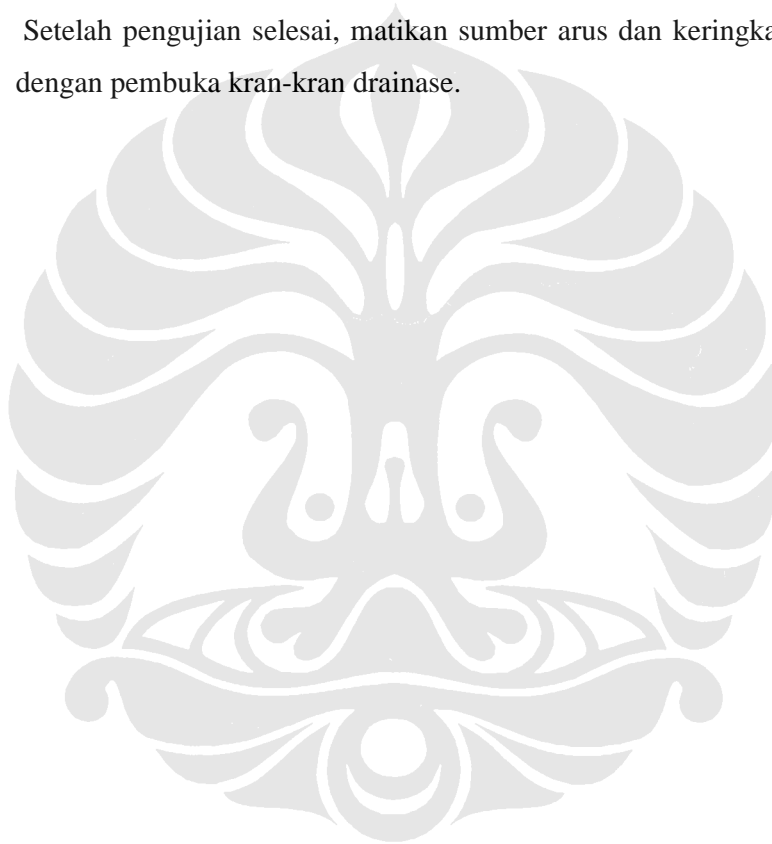 Setelah pengujian selesai, matikan sumber arus dan keringka
dengan pembuka kran-kran drainase.